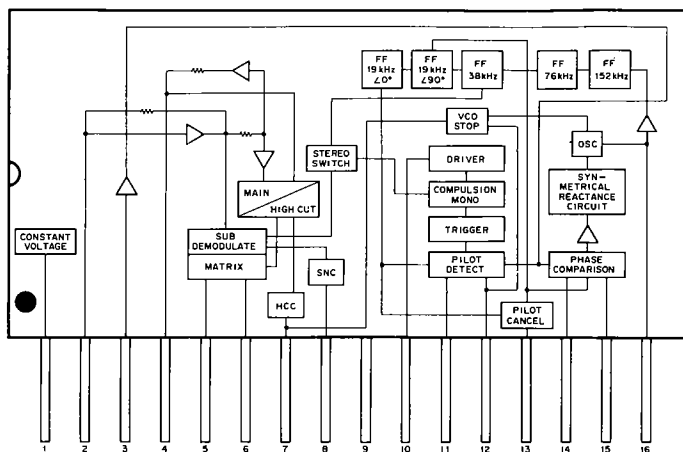 FF
19 kHz
∠0°
FF
19 kHz
∠90°
FF
38kHz
FF
76kHz
FF
152kHz
VCO
STOP
OSC
STEREO
SWITCH
DRIVER
SYN-
METRICAL
REACTANCE
CIRCUIT
COMPULSION
MONO
MAIN
HIGH CUT
TRIGGER
CONSTANT
VOLTAGE
SUB
DEMODULATE
MATRIX
SNC
PILOT
DETECT
PHASE
COMPARISON
HCC
PILOT
CANCEL
1 2 3 4 5 6 7 8 9 10 11 12 13 14 15 16